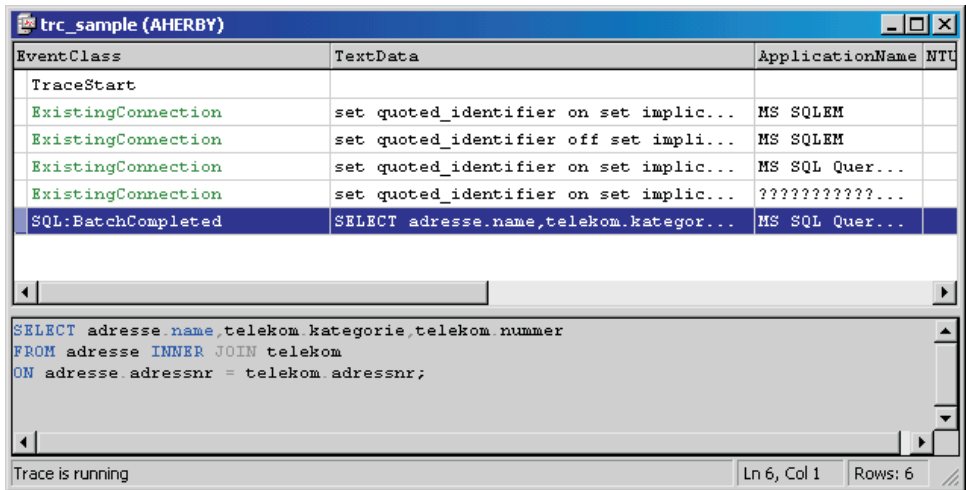 trc_sample (AHERBY)
EventClass TextData ApplicationName NTU
TraceStart
ExistingConnection set quoted_identifier on set implic... MS SQLEM
ExistingConnection set quoted_identifier off set impli... MS SQLEM
ExistingConnection set quoted_identifier on set implic... MS SQL Quer...
ExistingConnection set quoted_identifier on set implic... ???????????...
SQL:BatchCompleted SELECT adresse.name,telekom.kategor... MS SQL Quer...
SELECT adresse.name,telekom.kategorie,telekom.nummer
FROM adresse INNER JOIN telekom
ON adresse.adressnr = telekom.adressnr;
Trace is running Ln 6, Col 1 Rows: 6